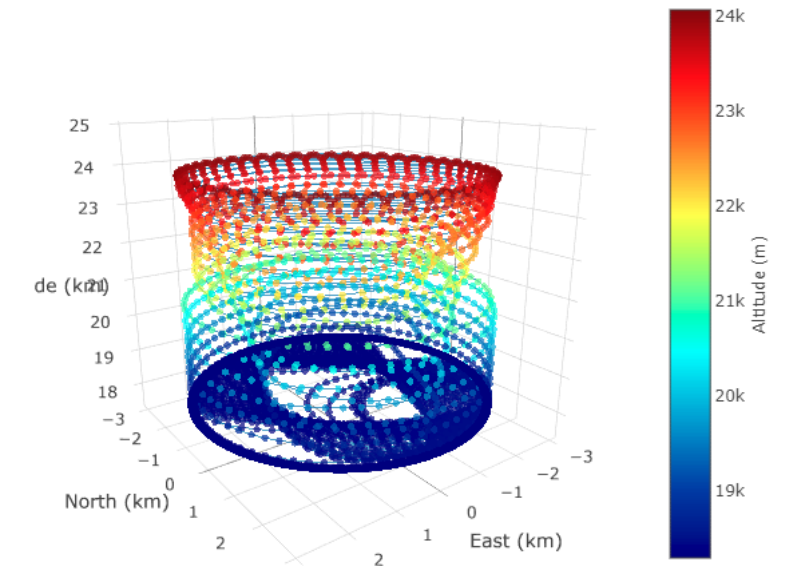 25
24
23
22
21
20
19
18
de (km)
−3
−2
−1
0
1
2
North (km)
2
1
0
−1
−2
−3
East (km)
24k
23k
22k
21k
20k
19k
Altitude (m)